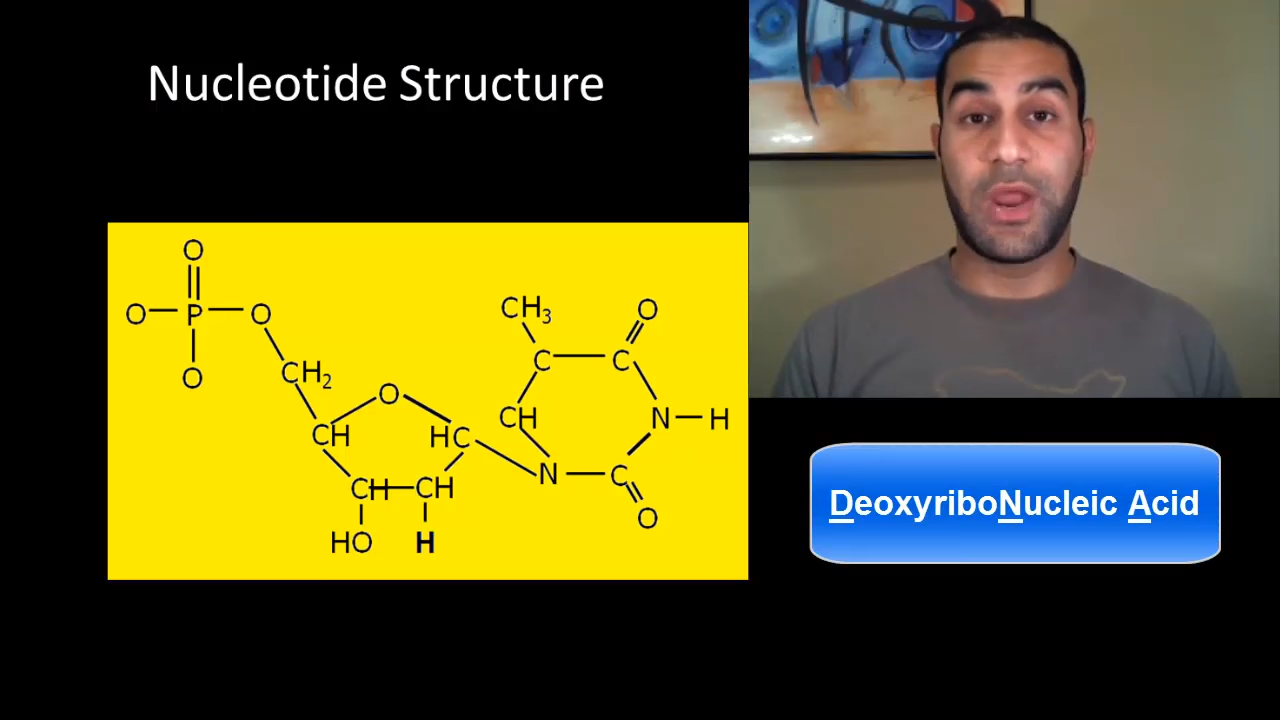 Nucleotide Structure
O
CH₃ O
O P O C C
O CH₂ O CH N H
CH HC
CH CH N C
HO H O
DeoxyriboNucleic Acid